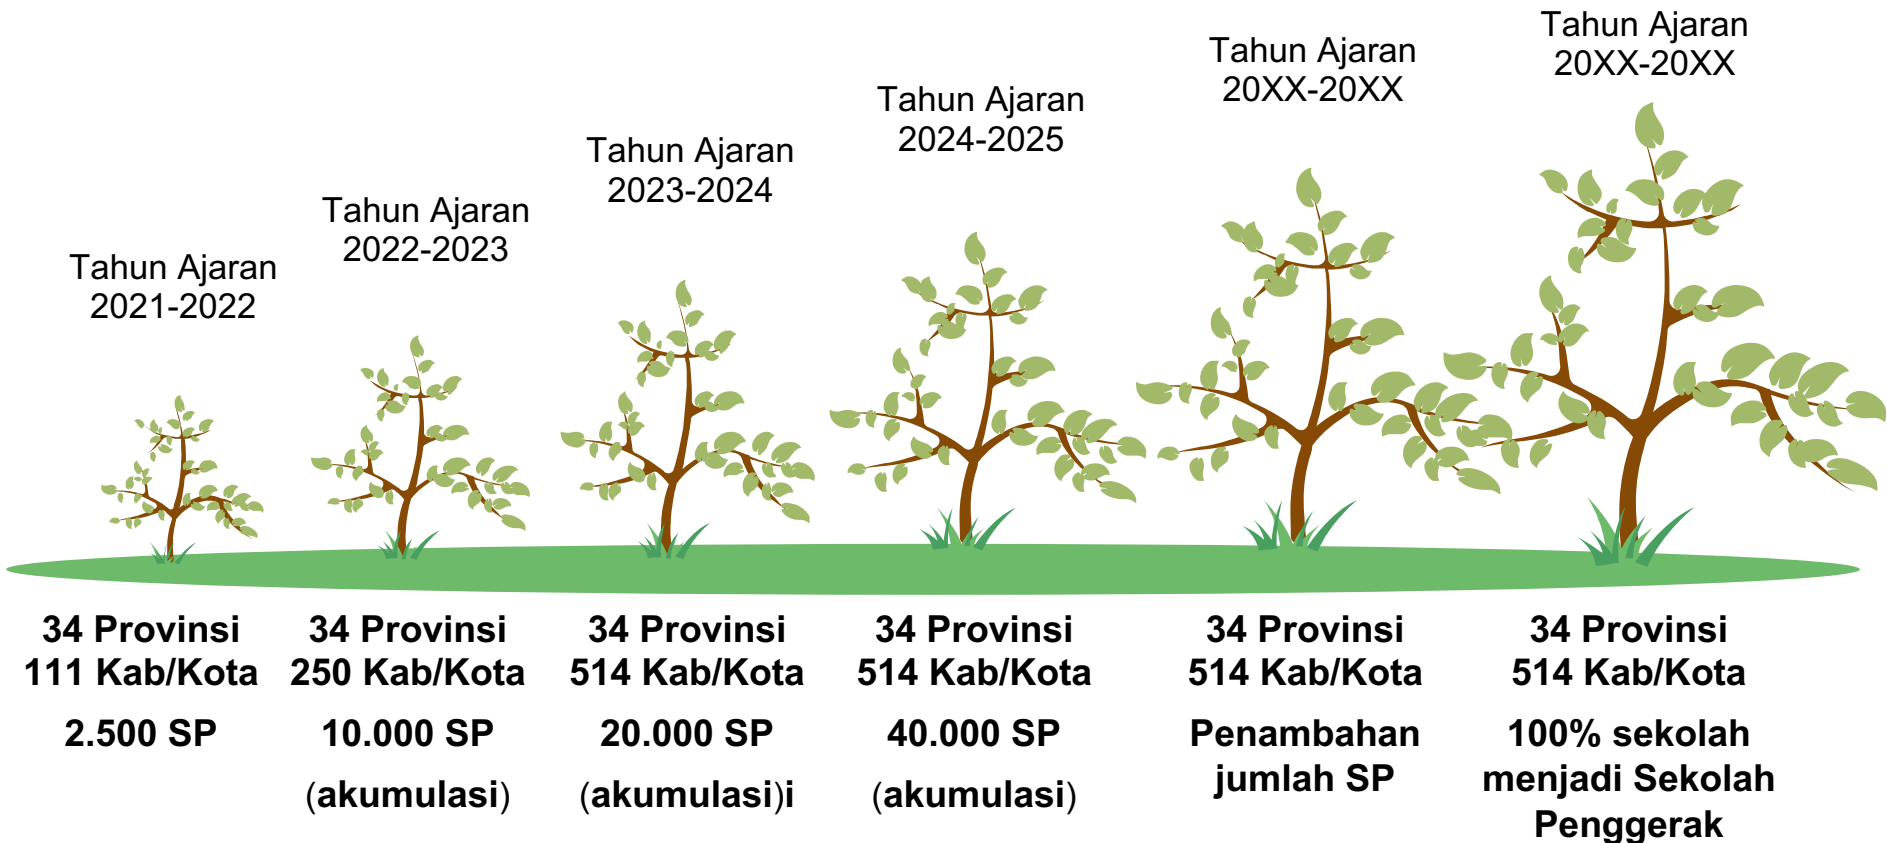 Tahun Ajaran
2021-2022
Tahun Ajaran
2022-2023
Tahun Ajaran
2023-2024
Tahun Ajaran
2024-2025
Tahun Ajaran
20XX-20XX
Tahun Ajaran
20XX-20XX
34 Provinsi
111 Kab/Kota
2.500 SP
34 Provinsi
250 Kab/Kota
10.000 SP
(akumulasi)
34 Provinsi
514 Kab/Kota
20.000 SP
(akumulasi)i
34 Provinsi
514 Kab/Kota
40.000 SP
(akumulasi)
34 Provinsi
514 Kab/Kota
Penambahan
jumlah SP
34 Provinsi
514 Kab/Kota
100% sekolah
menjadi Sekolah
Penggerak